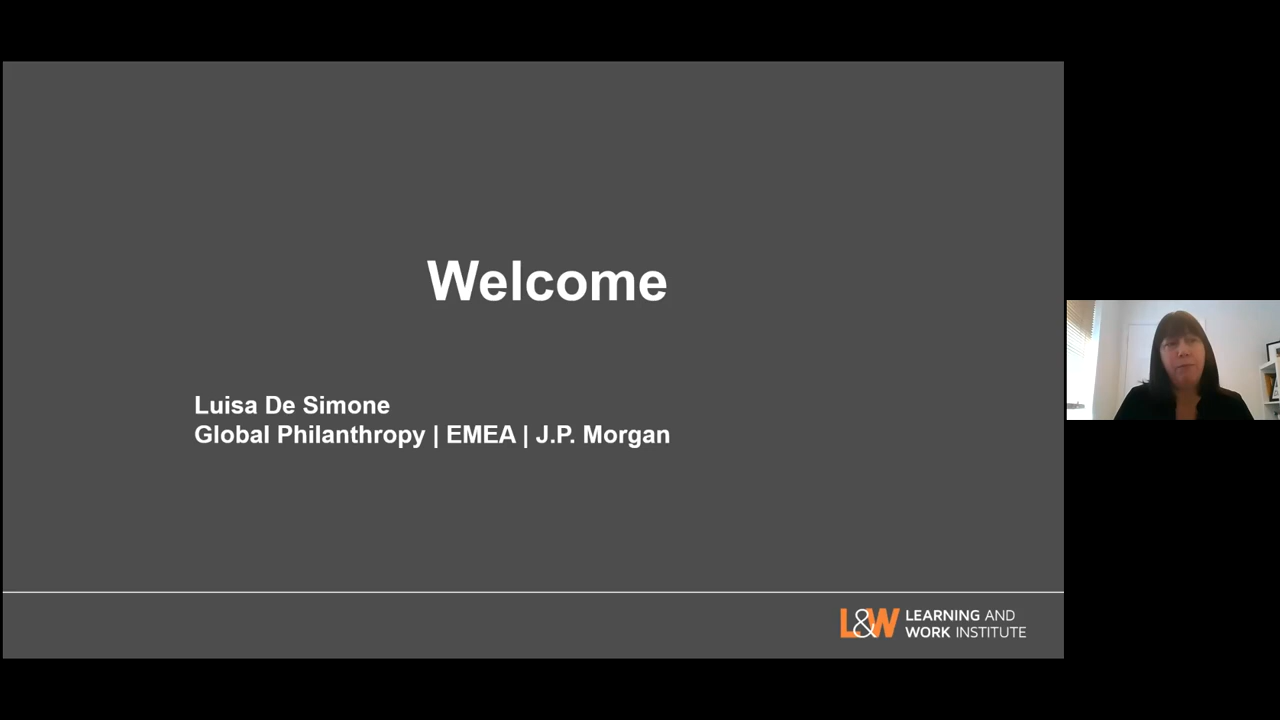 Welcome
Luisa De Simone
Global Philanthropy | EMEA | J.P. Morgan
L&W LEARNING AND
WORK INSTITUTE